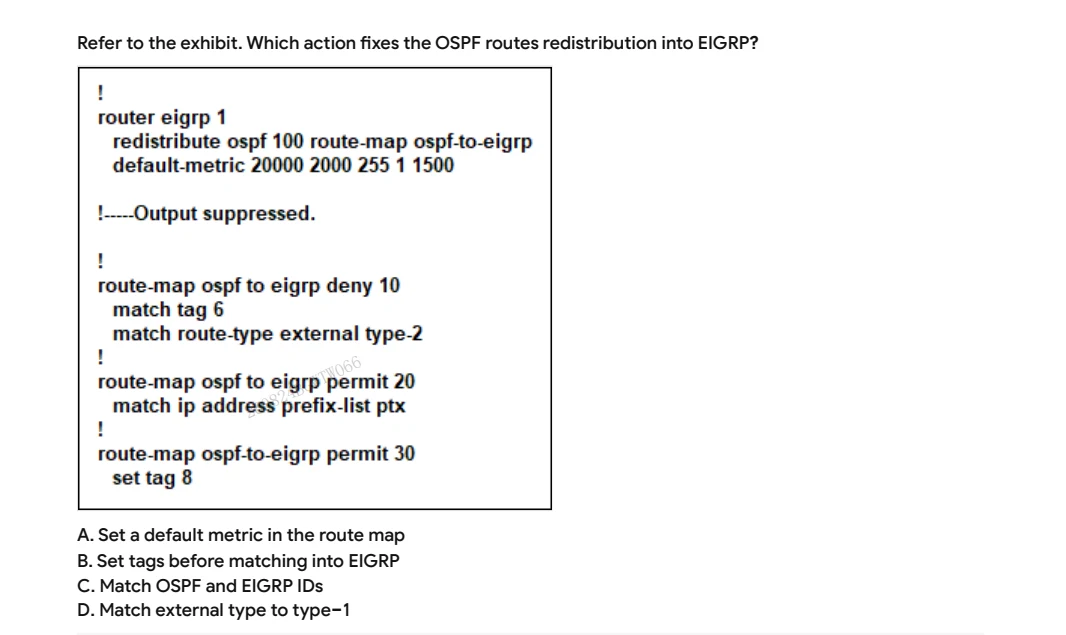 Refer to the exhibit. Which action fixes the OSPF routes redistribution into EIGRP?
!
router eigrp 1
redistribute ospf 100 route-map ospf-to-eigrp
default-metric 20000 2000 255 1 1500
!-----Output suppressed.
!
route-map ospf to eigrp deny 10
match tag 6
match route-type external type-2
!
route-map ospf to eigrp permit 20
match ip address prefix-list ptx
!
route-map ospf-to-eigrp permit 30
set tag 8
A. Set a default metric in the route map
B. Set tags before matching into EIGRP
C. Match OSPF and EIGRP IDs
D. Match external type to type-1